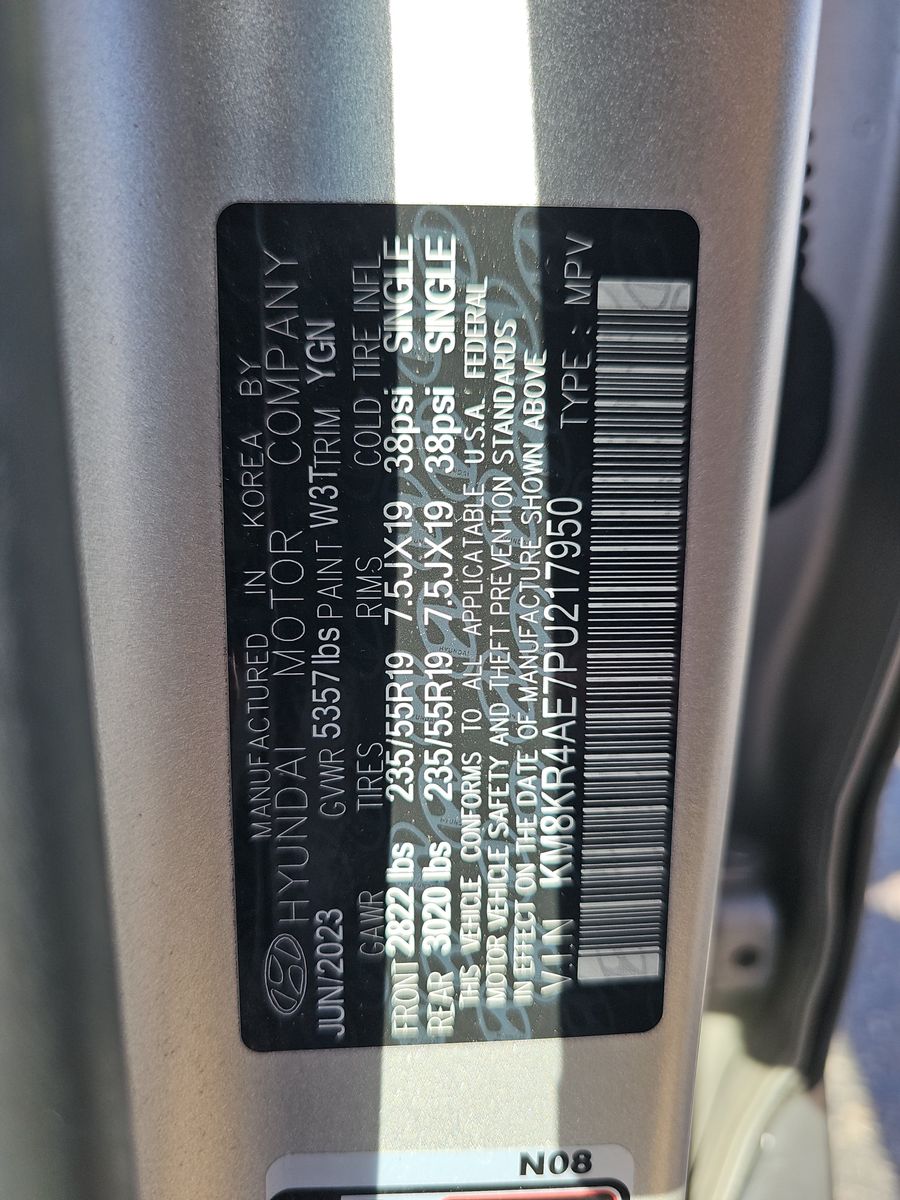 MANUFACTURED IN KOREA BY
HYUNDAI MOTOR COMPANY
JUN/2023 GVWR 5357lbs PAINT W3T TRIM YGN
GAWR TIRES RIMS COLD TIRE INFL
FRONT 2822 lbs 235/55R19 7.5JX19 38psi SINGLE
REAR 3020 lbs 235/55R19 7.5JX19 38psi SINGLE
THIS VEHICLE CONFORMS TO ALL APPLICATABLE U.S.A FEDERAL
MOTOR VEHICLE SAFETY AND THEFT PREVENTION STANDARDS
IN EFFECT ON THE DATE OF MANUFACTURE SHOWN ABOVE
VIN KM8KR4AE7PU217950 TYPE : MPV
N08